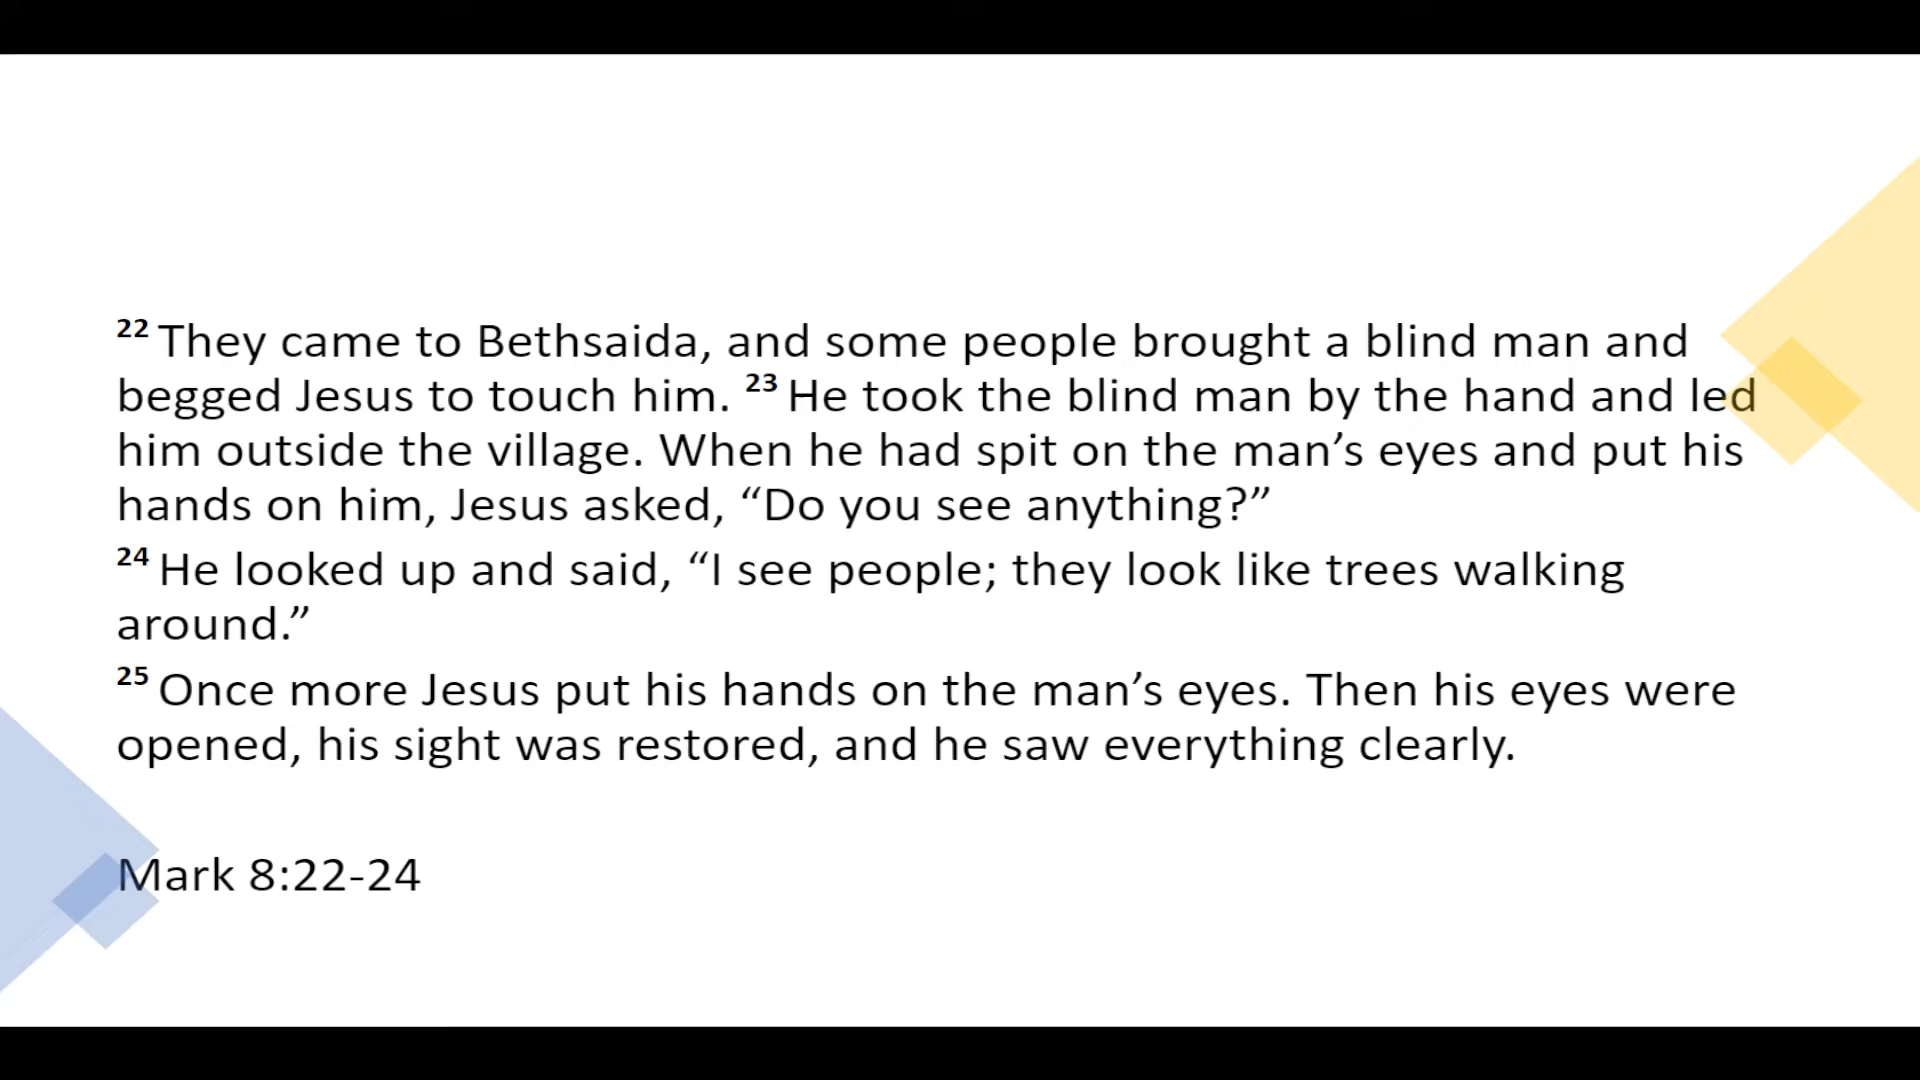 22 They came to Bethsaida, and some people brought a blind man and
begged Jesus to touch him. 23 He took the blind man by the hand and led
him outside the village. When he had spit on the man’s eyes and put his
hands on him, Jesus asked, “Do you see anything?”
24 He looked up and said, “I see people; they look like trees walking
around.”
25 Once more Jesus put his hands on the man’s eyes. Then his eyes were
opened, his sight was restored, and he saw everything clearly.
Mark 8:22-24